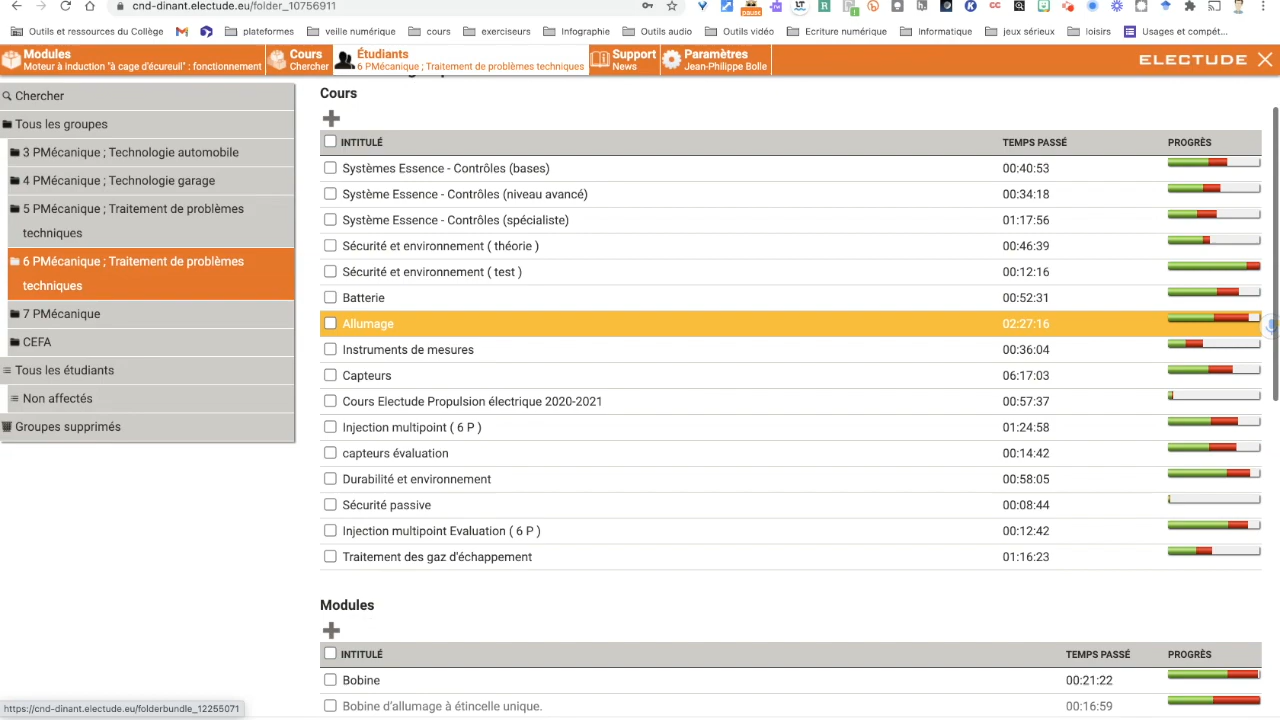 cnd-dinant.electude.eu/folder_10756911
pause
LT
CC
Outils et ressources du Collège
plateformes
veille numérique
cours
exerciseurs
Infographie
Outils audio
Outils vidéo
Ecriture numérique
Informatique
jeux sérieux
loisirs
Usages et compét...
Modules
Moteur à induction "à cage d'écureuil" : fonctionnement
Cours
Chercher
Étudiants
6 PMécanique ; Traitement de problèmes techniques
Support
News
Paramètres
Jean-Philippe Bolle
ELECTUDE
Chercher
Tous les groupes
3 PMécanique ; Technologie automobile
4 PMécanique ; Technologie garage
5 PMécanique ; Traitement de problèmes
techniques
6 PMécanique ; Traitement de problèmes
techniques
7 PMécanique
CEFA
Tous les étudiants
Non affectés
Groupes supprimés
Cours
INTITULÉ TEMPS PASSÉ PROGRÈS
Systèmes Essence - Contrôles (bases) 00:40:53
Système Essence - Contrôles (niveau avancé) 00:34:18
Système Essence - Contrôles (spécialiste) 01:17:56
Sécurité et environnement ( théorie ) 00:46:39
Sécurité et environnement ( test ) 00:12:16
Batterie 00:52:31
Allumage 02:27:16
Instruments de mesures 00:36:04
Capteurs 06:17:03
Cours Electude Propulsion électrique 2020-2021 00:57:37
Injection multipoint ( 6 P ) 01:24:58
capteurs évaluation 00:14:42
Durabilité et environnement 00:58:05
Sécurité passive 00:08:44
Injection multipoint Evaluation ( 6 P ) 00:12:42
Traitement des gaz d'échappement 01:16:23
Modules
INTITULÉ TEMPS PASSÉ PROGRÈS
Bobine 00:21:22
Bobine d'allumage à étincelle unique. 00:16:59
https://cnd-dinant.electude.eu/folderbundle_12255071